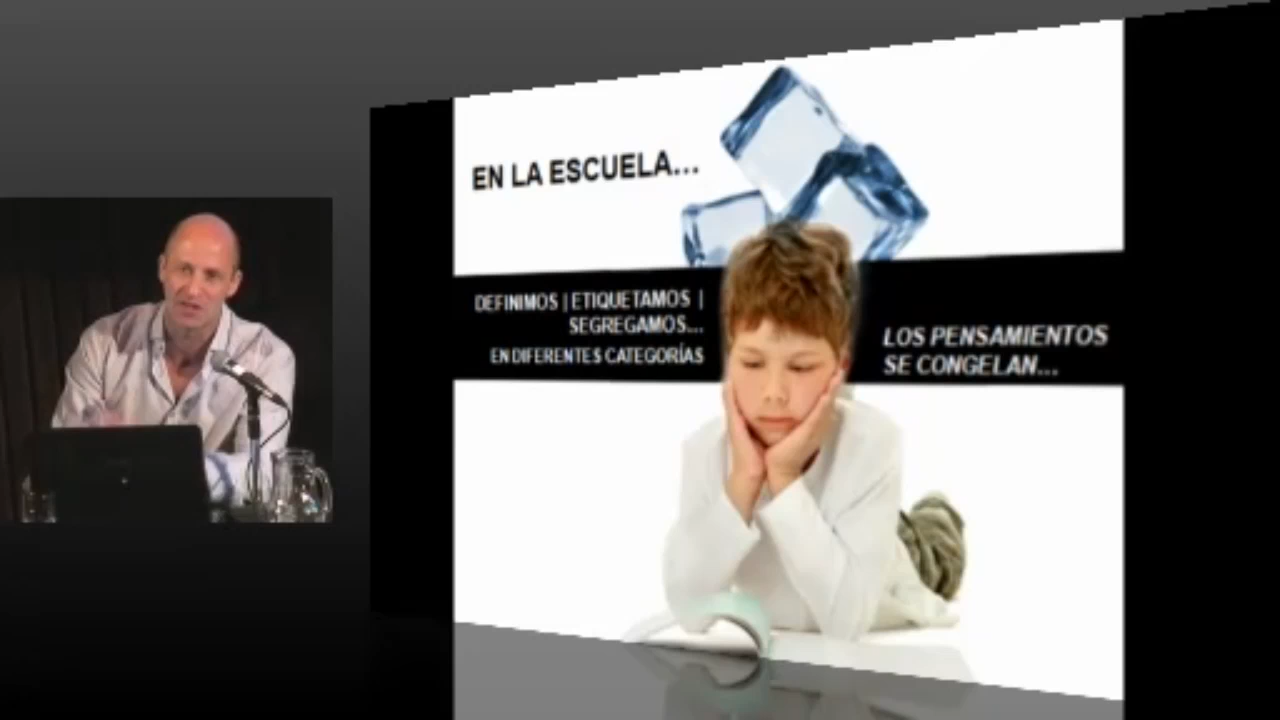 EN LA ESCUELA...
DEFINIMOS | ETIQUETAMOS |
SEGREGAMOS...
EN DIFERENTES CATEGORÍAS
LOS PENSAMIENTOS
SE CONGELAN...